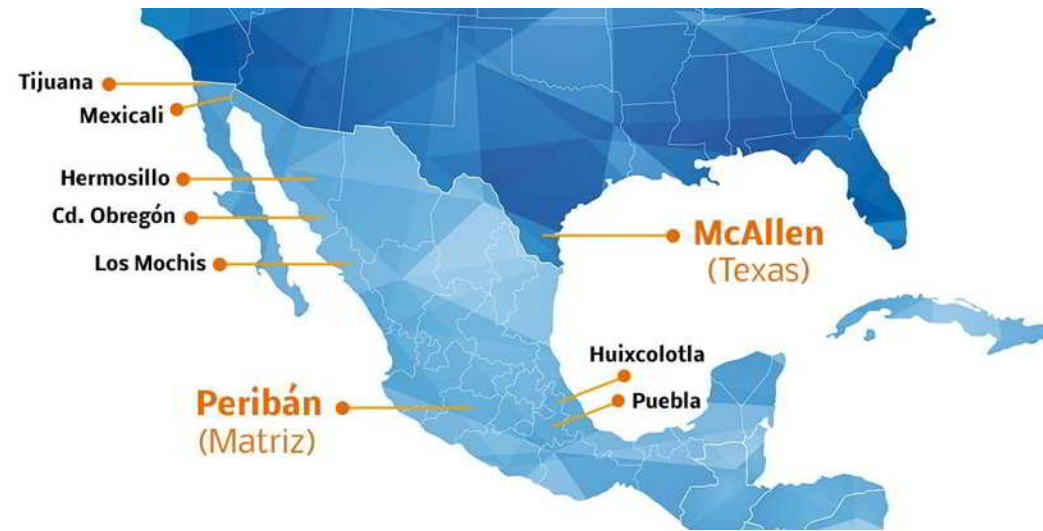 Tijuana
Mexicali
Hermosillo
Cd. Obregón
Los Mochis
McAllen
(Texas)
Huixcolotla
Puebla
Peribán
(Matriz)